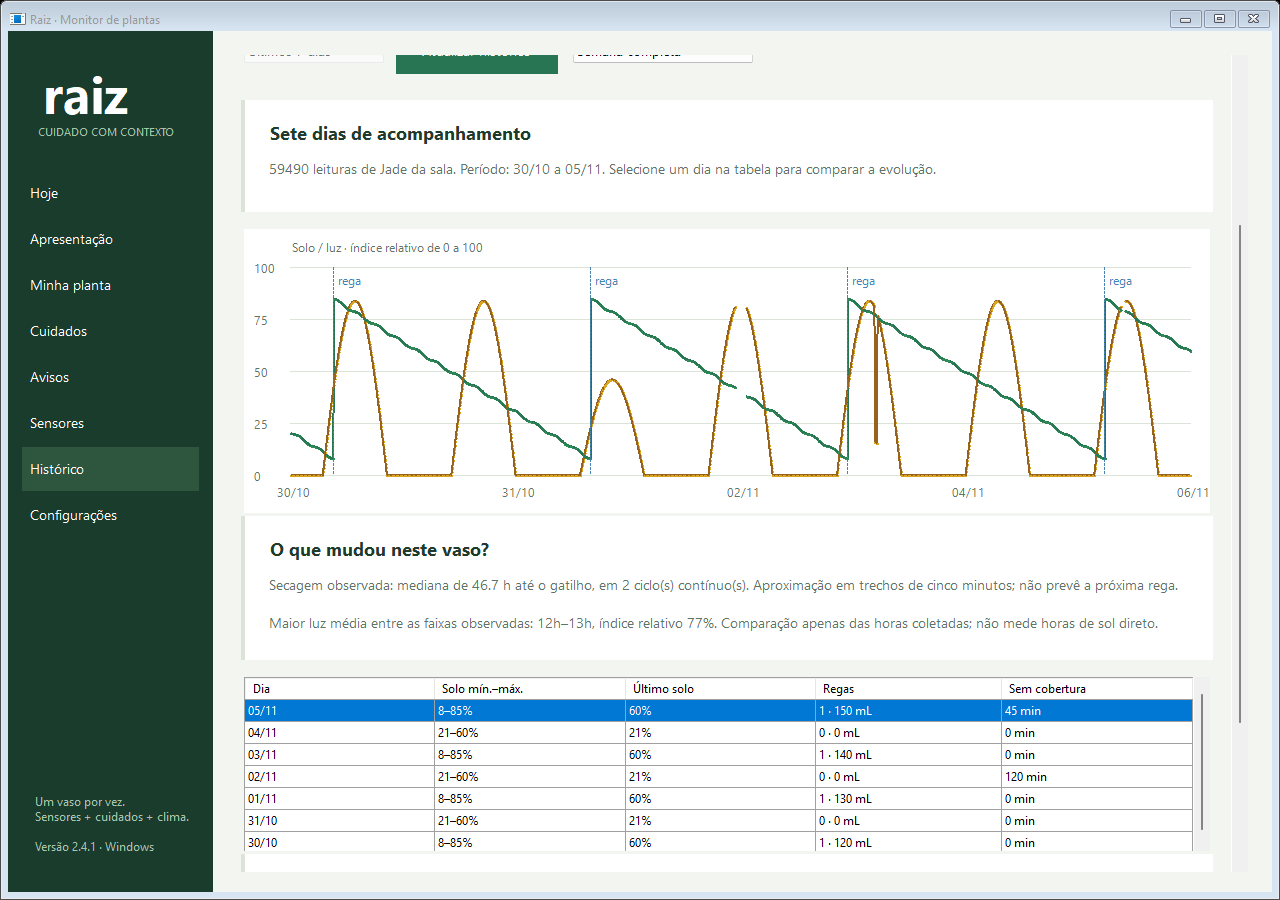 Raiz · Monitor de plantas
raiz
CUIDADO COM CONTEXTO
Hoje
Apresentação
Minha planta
Cuidados
Avisos
Sensores
Histórico
Configurações
Um vaso por vez.
Sensores + cuidados + clima.
Versão 2.4.1 · Windows
Sete dias de acompanhamento
59490 leituras de Jade da sala. Período: 30/10 a 05/11. Selecione um dia na tabela para comparar a evolução.
Solo / luz · índice relativo de 0 a 100
100
75
50
25
0
rega
rega
rega
rega
30/10
31/10
02/11
04/11
06/11
O que mudou neste vaso?
Secagem observada: mediana de 46.7 h até o gatilho, em 2 ciclo(s) contínuo(s). Aproximação em trechos de cinco minutos; não prevê a próxima rega.
Maior luz média entre as faixas observadas: 12h–13h, índice relativo 77%. Comparação apenas das horas coletadas; não mede horas de sol direto.
Dia Solo mín.–máx. Último solo Regas Sem cobertura
05/11 8–85% 60% 1 · 150 mL 45 min
04/11 21–60% 21% 0 · 0 mL 0 min
03/11 8–85% 60% 1 · 140 mL 0 min
02/11 21–60% 21% 0 · 0 mL 120 min
01/11 8–85% 60% 1 · 130 mL 0 min
31/10 21–60% 21% 0 · 0 mL 0 min
30/10 8–85% 60% 1 · 120 mL 0 min